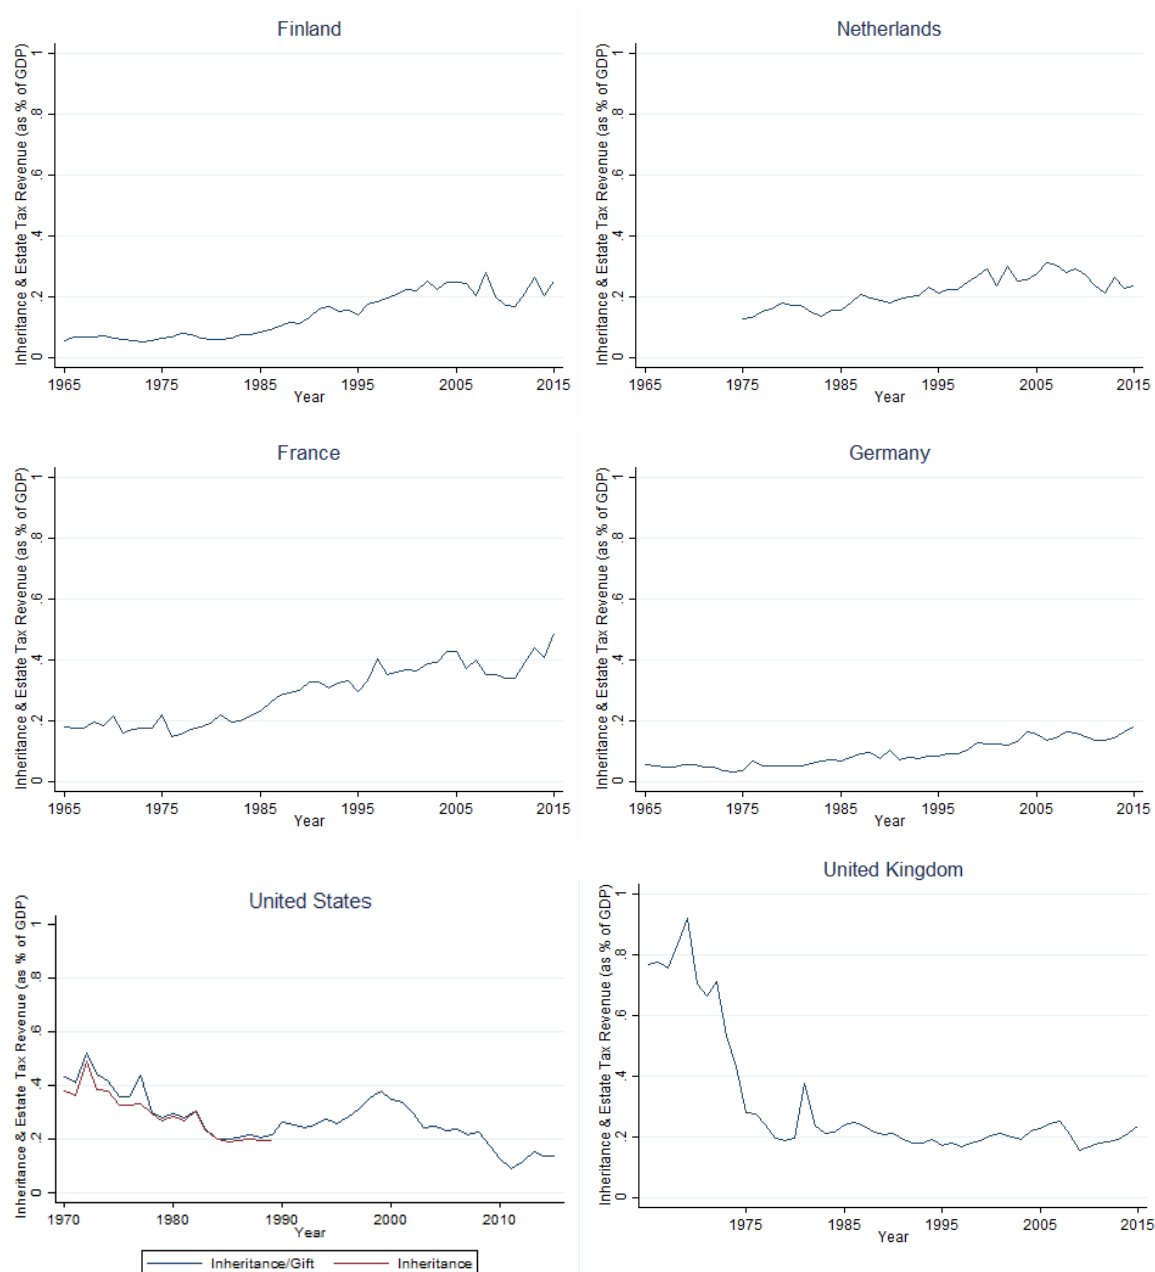 Finland
Inheritance & Estate Tax Revenue (as % of GDP)
1
.8
.6
.4
.2
0
1965 1975 1985 1995 2005 2015
Year
Netherlands
Inheritance & Estate Tax Revenue (as % of GDP)
1
.8
.6
.4
.2
0
1965 1975 1985 1995 2005 2015
Year
France
Inheritance & Estate Tax Revenue (as % of GDP)
1
.8
.6
.4
.2
0
1965 1975 1985 1995 2005 2015
Year
Germany
Inheritance & Estate Tax Revenue (as % of GDP)
1
.8
.6
.4
.2
0
1965 1975 1985 1995 2005 2015
Year
United States
Inheritance & Estate Tax Revenue (as % of GDP)
1
.8
.6
.4
.2
0
1970 1980 1990 2000 2010
Year
Inheritance/Gift Inheritance
United Kingdom
Inheritance & Estate Tax Revenue (as % of GDP)
1
.8
.6
.4
.2
0
1975 1985 1995 2005 2015
Year